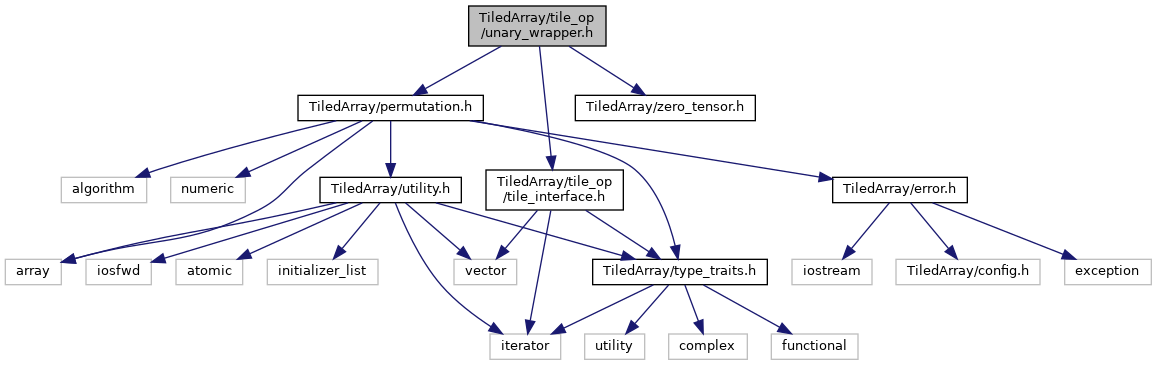 TiledArray/tile_op
/unary_wrapper.h
TiledArray/permutation.h
TiledArray/zero_tensor.h
algorithm
numeric
TiledArray/utility.h
TiledArray/tile_op
/tile_interface.h
TiledArray/error.h
array
iosfwd
atomic
initializer_list
vector
TiledArray/type_traits.h
iostream
TiledArray/config.h
exception
iterator
utility
complex
functional